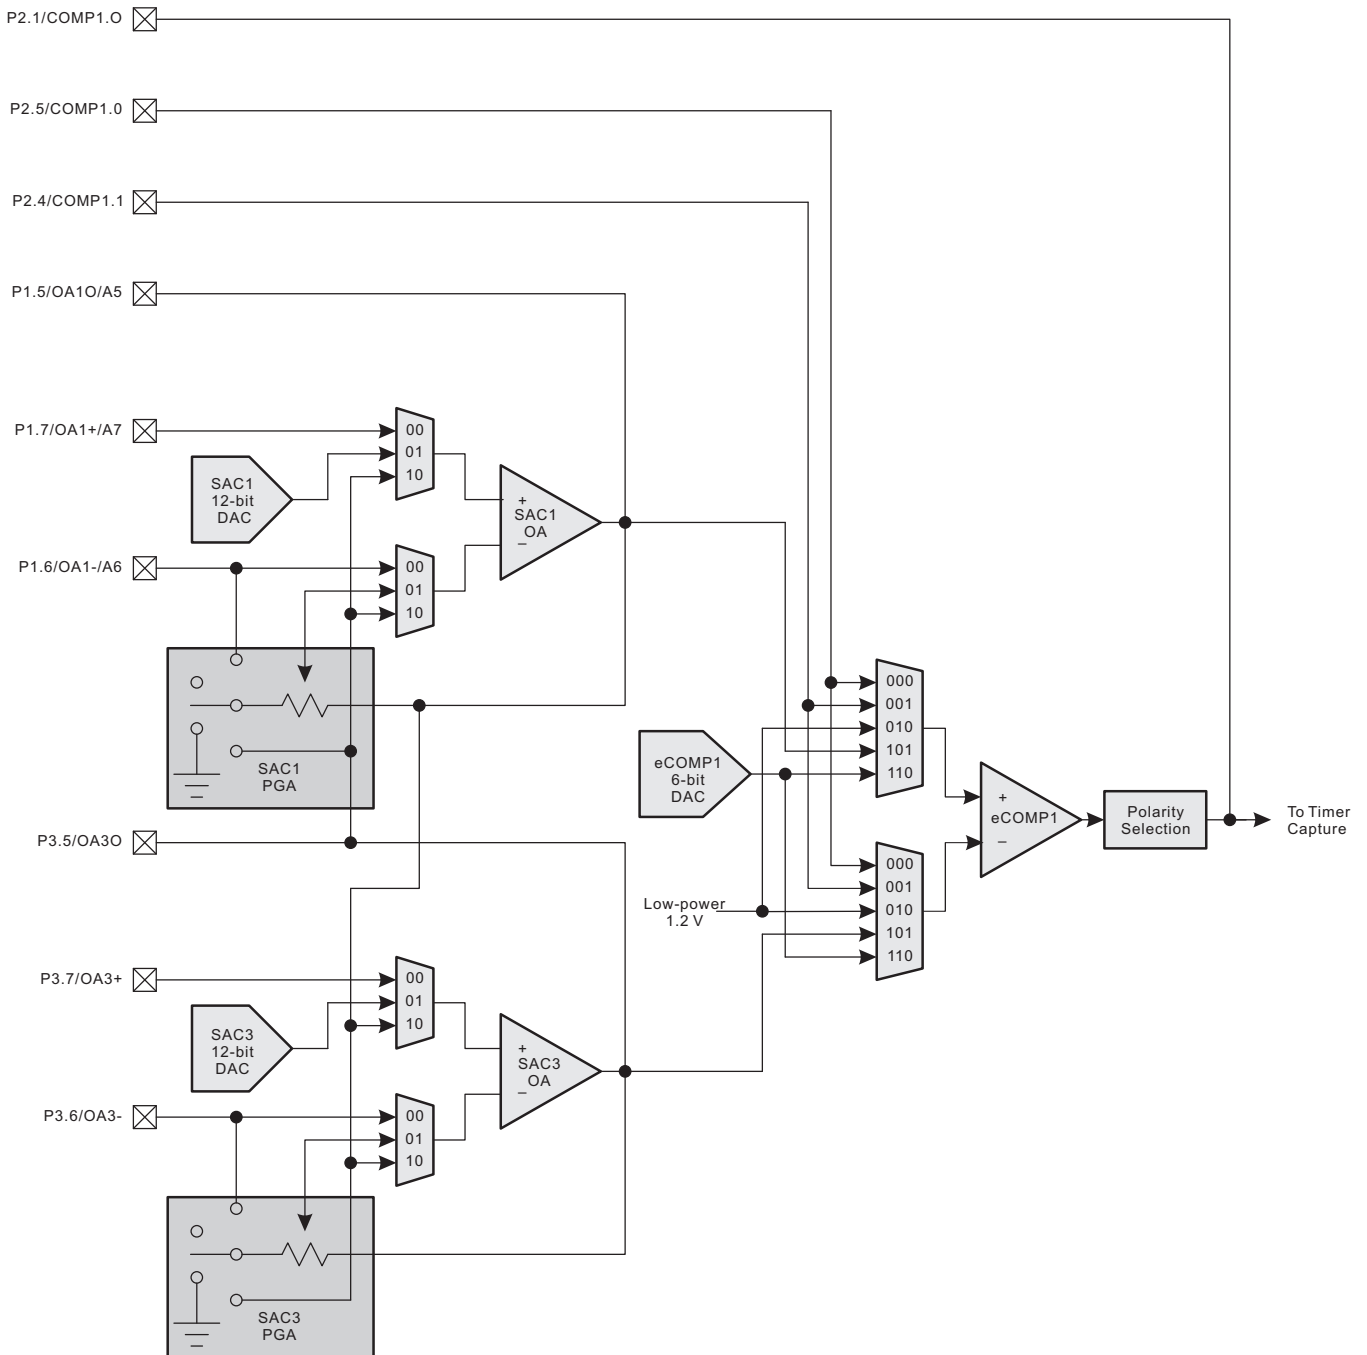 P2.1/COMP1.O
P2.5/COMP1.0
P2.4/COMP1.1
P1.5/OA1O/A5
P1.7/OA1+/A7
00
01
10
SAC1
12-bit
DAC
+
SAC1
OA
–
P1.6/OA1-/A6
00
01
10
SAC1
PGA
000
001
010
101
110
eCOMP1
6-bit
DAC
+
eCOMP1
–
Polarity
Selection
To Timer
Capture
P3.5/OA3O
000
001
010
101
110
Low-power
1.2 V
P3.7/OA3+
00
01
10
SAC3
12-bit
DAC
+
SAC3
OA
–
P3.6/OA3-
00
01
10
SAC3
PGA